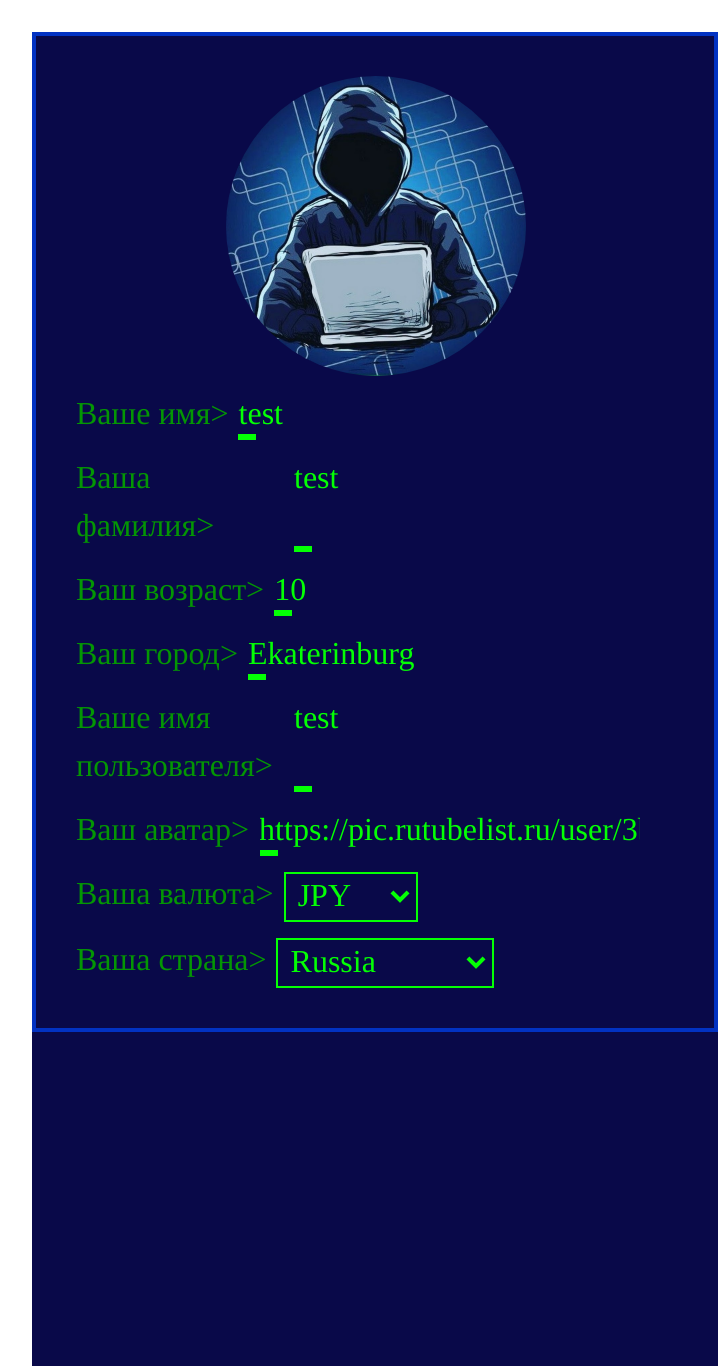 Ваше имя> test
Ваша test
фамилия>
Ваш возраст> 10
Ваш город> Ekaterinburg
Ваше имя test
пользователя>
Ваш аватар> https://pic.rutubelist.ru/user/3
Ваша валюта> JPY
Ваша страна> Russia